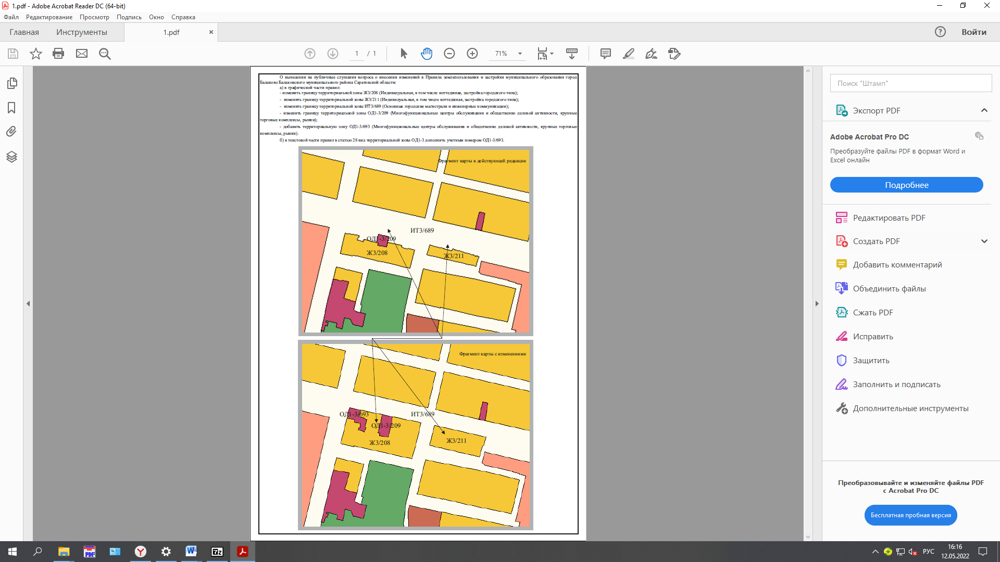 1.pdf - Adobe Acrobat Reader DC (64-bit)
Файл Редактирование Просмотр Подпись Окно Справка
Главная Инструменты 1.pdf × ? Войти
1 / 1 71%
О вынесении на публичные слушания вопроса о внесении изменений в Правила землепользования и застройки муниципального образования город
Балаково Балаковского муниципального района Саратовской области:
а) в графической части правил:
- изменить границу территориальной зоны Ж3/208 (Индивидуальная, в том числе коттеджная, застройка городского типа);
- изменить границу территориальной зоны Ж3/211 (Индивидуальная, в том числе коттеджная, застройка городского типа);
- изменить границу территориальной зоны ИТ3/689 (Основные городские магистрали и инженерные коммуникации);
- изменить границу территориальной зоны ОД1-3/209 (Многофункциональные центры обслуживания и общественно деловой активности, крупные
торговые комплексы, рынки);
- добавить территориальную зону ОД1-3/693 (Многофункциональные центры обслуживания и общественно деловой активности, крупные торговые
комплексы, рынки).
б) в текстовой части правил в статью 28 вид территориальной зоны ОД1-3 дополнить учетным номером ОД1-3/693.
Фрагмент карты в действующей редакции
ИТ3/689
ОД1-3/209
Ж3/208
Ж3/211
Фрагмент карты с изменениями
ОД1-3/693
ИТ3/689
ОД1-3/209
Ж3/208
Ж3/211
Поиск "Штамп"
Экспорт PDF
Adobe Acrobat Pro DC
Преобразуйте файлы PDF в формат Word и
Excel онлайн
Подробнее
Редактировать PDF
Создать PDF
Добавить комментарий
Объединить файлы
Сжать PDF
Исправить
Защитить
Заполнить и подписать
Дополнительные инструменты
Преобразовывайте и изменяйте файлы PDF
с Acrobat Pro DC
Бесплатная пробная версия
PDF Y W 7z РУС 16:16
12.05.2022